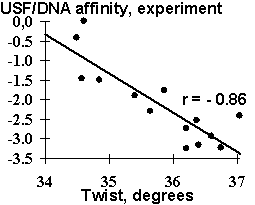 USF/DNA affinity, experiment
0,0
-0.5
-1.0
-1.5
-2.0
-2.5
-3.0
-3.5
r = - 0.86
34 35 36 37
Twist, degrees